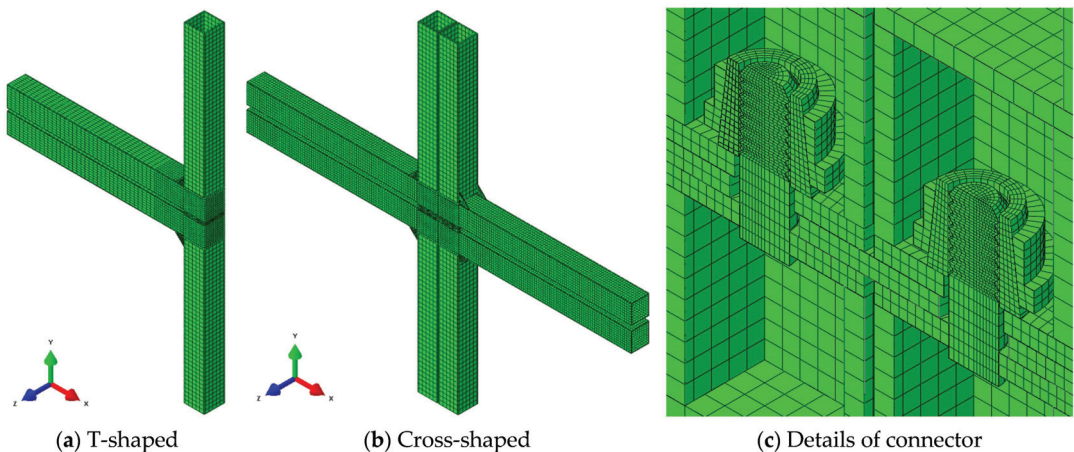 Y
Z
X
Y
Z
X
(a) T-shaped
(b) Cross-shaped
(c) Details of connector